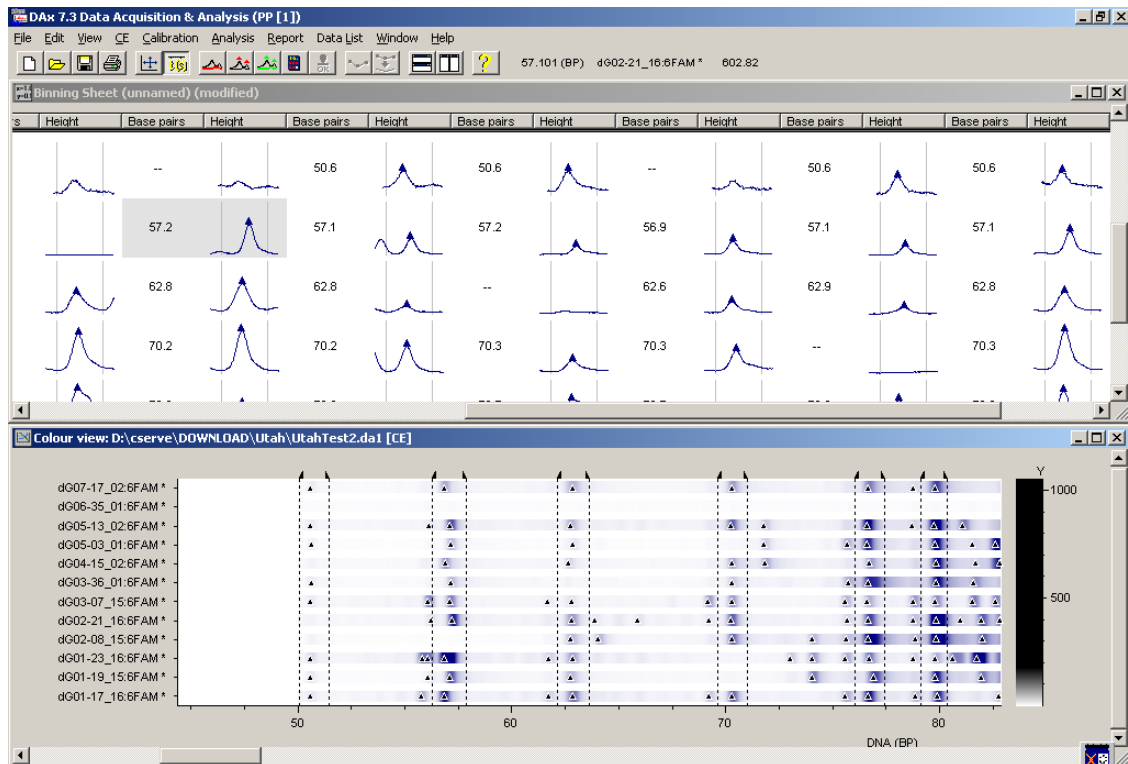 DAx 7.3 Data Acquisition & Analysis (PP [1])
File Edit View CE Calibration Analysis Report Data List Window Help
57.101 (BP) dG02-21_16:6FAM * 602.82
Binning Sheet (unnamed) (modified)
s Height Base pairs Height Base pairs Height Base pairs Height Base pairs Height Base pairs Height Base pairs Height
-- 50.6 50.6 -- 50.6 50.6
57.2 57.1 57.2 56.9 57.1 57.1
62.8 62.8 -- 62.6 62.9 62.8
70.2 70.2 70.3 70.3 -- 70.3
Colour view: D:\cserve\DOWNLOAD\Utah\UtahTest2.da1 [CE]
Y
dG07-17_02:6FAM *
1000
dG06-35_01:6FAM *
dG05-13_02:6FAM *
dG05-03_01:6FAM *
dG04-15_02:6FAM *
dG03-36_01:6FAM *
dG03-07_15:6FAM *
500
dG02-21_16:6FAM *
dG02-08_15:6FAM *
dG01-23_16:6FAM *
dG01-19_15:6FAM *
dG01-17_16:6FAM *
50 60 70 80
DNA (BP)